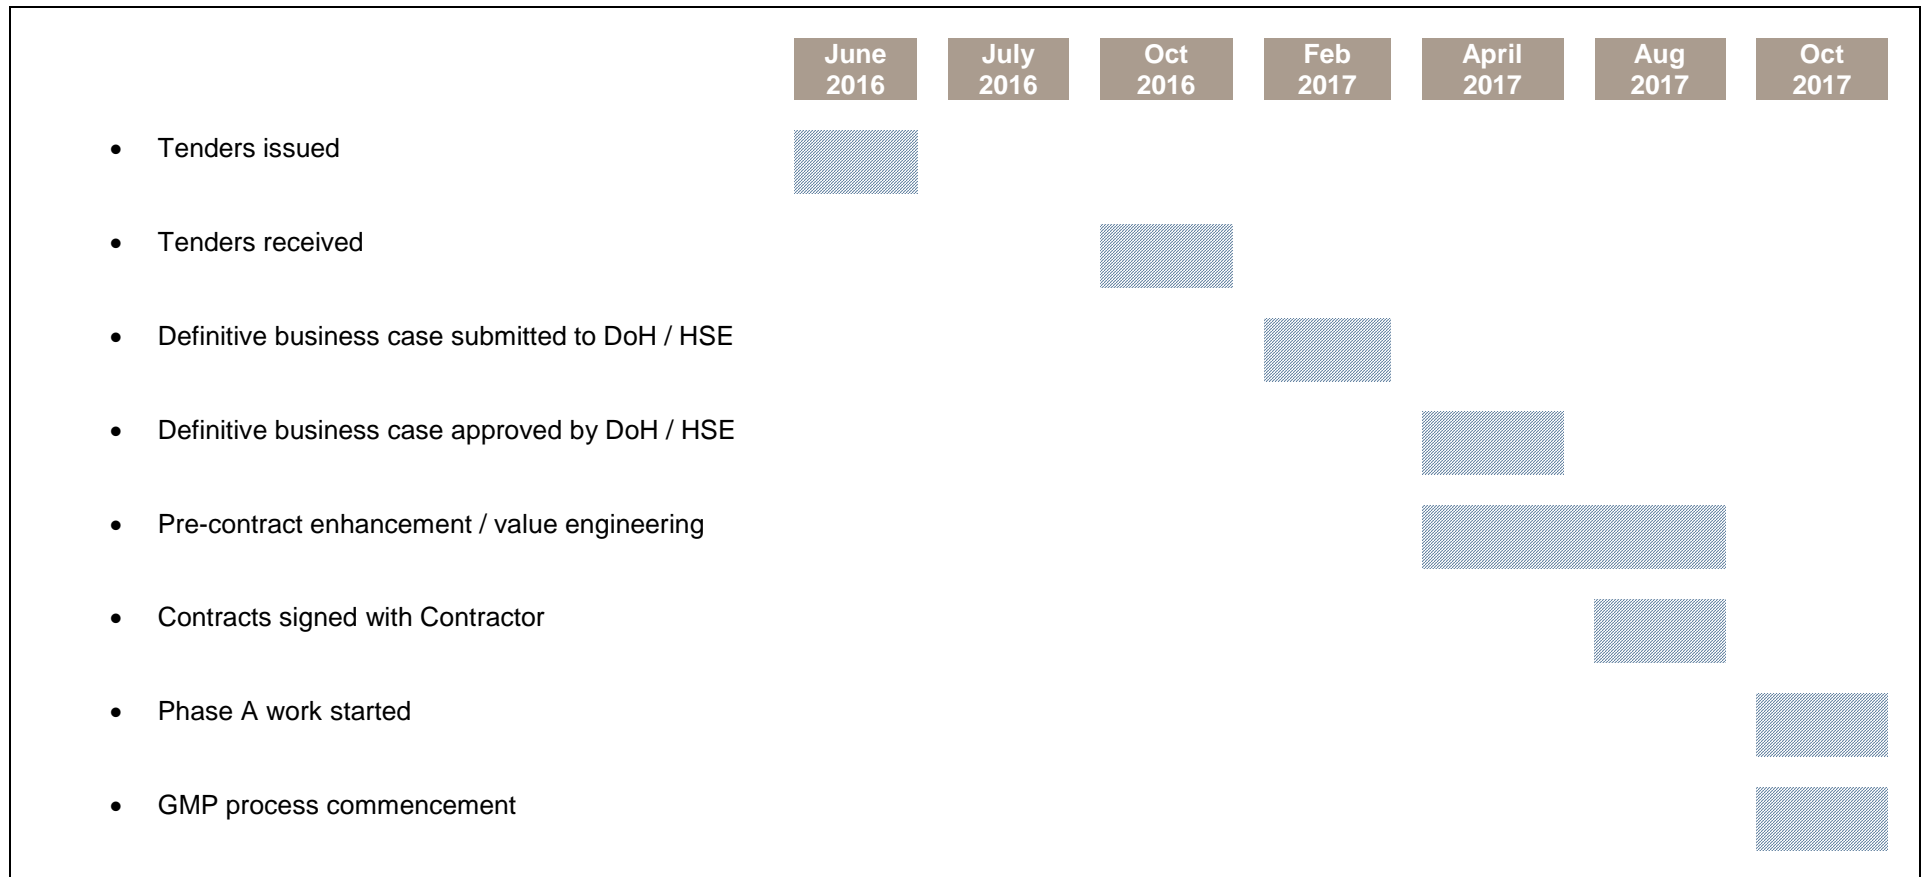 June July Oct Feb April Aug Oct
2016 2016 2016 2017 2017 2017 2017
• Tenders issued
• Tenders received
• Definitive business case submitted to DoH / HSE
• Definitive business case approved by DoH / HSE
• Pre-contract enhancement / value engineering
• Contracts signed with Contractor
• Phase A work started
• GMP process commencement